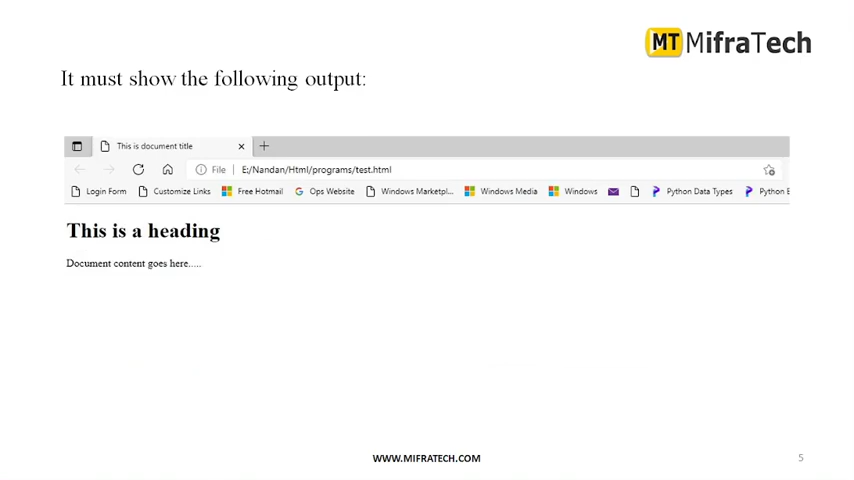 MT MifraTech
It must show the following output:
This is document title
File E:/Nandan/Html/programs/test.html
Login Form Customize Links Free Hotmail Ops Website Windows Marketpl... Windows Media Windows Python Data Types Python E
This is a heading
Document content goes here.....
WWW.MIFRATECH.COM 5